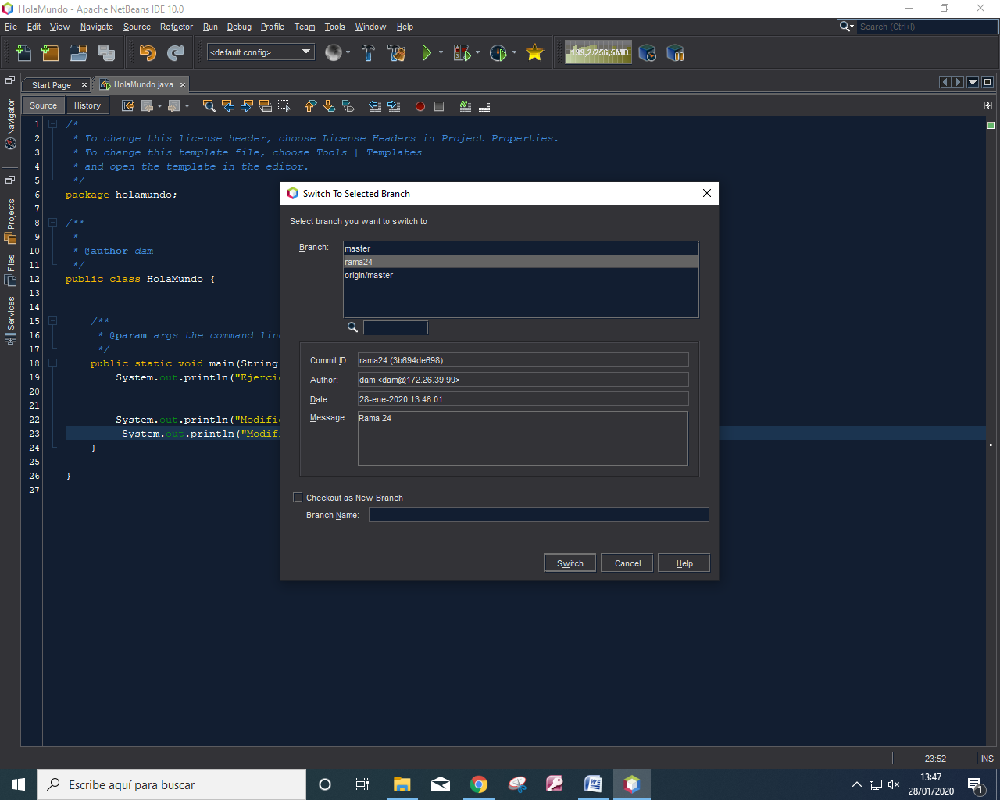 HolaMundo - Apache NetBeans IDE 10.0
File Edit View Navigate Source Refactor Run Debug Profile Team Tools Window Help
Search (Ctrl+I)
<default config>
199,2/256,5MB
Start Page
HolaMundo.java
Source History
Navigator
Projects
Files
Services
1 /*
2 * To change this license header, choose License Headers in Project Properties.
3 * To change this template file, choose Tools | Templates
4 * and open the template in the editor.
5 */
6 package holamundo;
7
8 /**
9 *
10 * @author dam
11 */
12 public class HolaMundo {
13
14
15 /**
16 * @param args the command lin
17 */
18 public static void main(String
19 System.out.println("Ejercic
20
21
22 System.out.println("Modific
23 System.out.println("Modifi
24 }
25
26 }
27
Switch To Selected Branch
Select branch you want to switch to
Branch:
master
rama24
origin/master
Commit ID: rama24 (3b694de698)
Author: dam <dam@172.26.39.99>
Date: 28-ene-2020 13:46:01
Message: Rama 24
Checkout as New Branch
Branch Name:
Switch Cancel Help
23:52 INS
Escribe aquí para buscar
13:47
28/01/2020
1